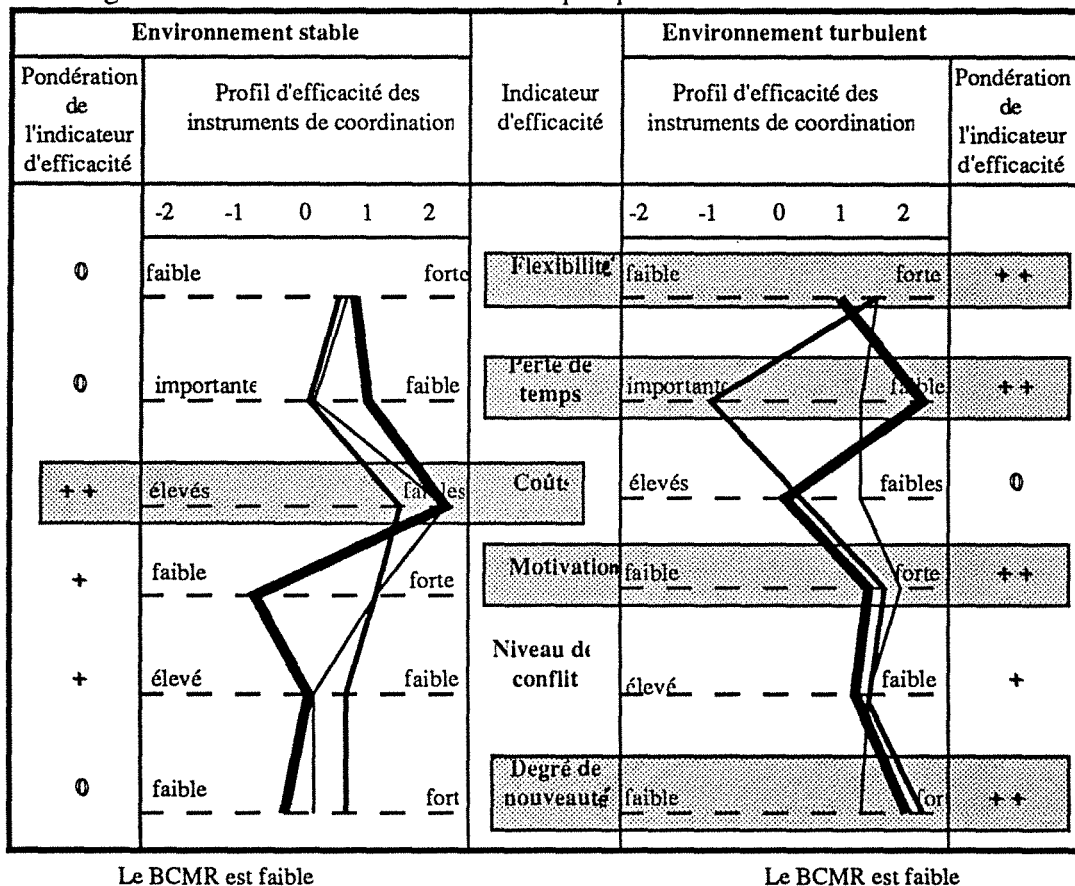 Environnement stable
Environnement turbulent
Pondération de l'indicateur d'efficacité
Profil d'efficacité des instruments de coordination
Indicateur d'efficacité
Profil d'efficacité des instruments de coordination
Pondération de l'indicateur d'efficacité
-2 -1 0 1 2
-2 -1 0 1 2
0 faible forte Flexibilité faible forte ++
0 importante faible Perte de temps importante faible ++
++ élevés faibles Coûts élevés faibles 0
+ faible forte Motivation faible forte ++
+ élevé faible Niveau de conflit élevé faible +
0 faible fort Degré de nouveauté faible for ++
Le BCMR est faible
Le BCMR est faible